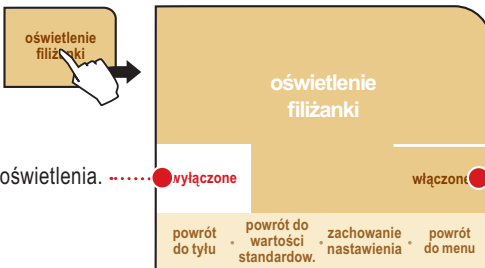 oświetlenie
filiżanki
oświetlenie
filiżanki
oświetlenia.
wyłączone
włączone
powrót
do tyłu
powrót do
wartości
standardow.
zachowanie
nastawienia
powrót
do menu